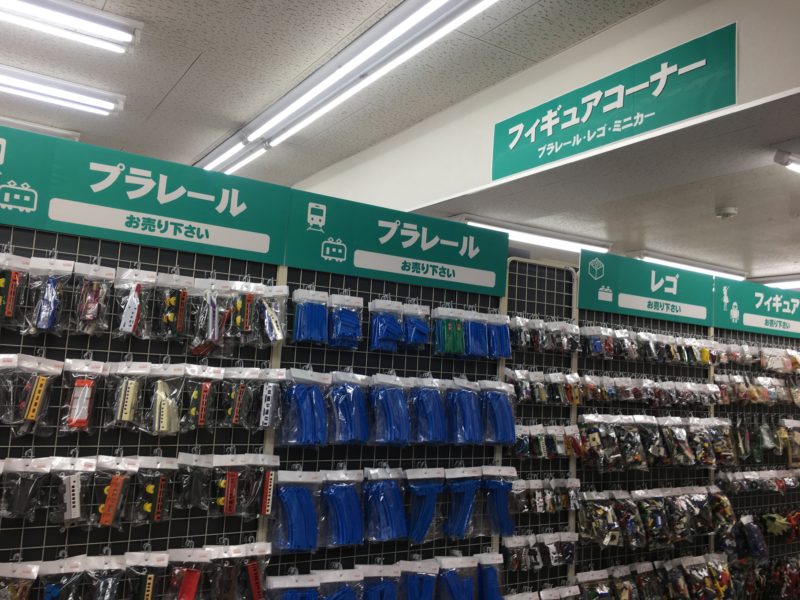 フィギュアコーナー
プラレール・レゴ・ミニカー
プラレール
お売り下さい
プラレール
お売り下さい
レゴ
お売り下さい
フィギュア
お売り下さい